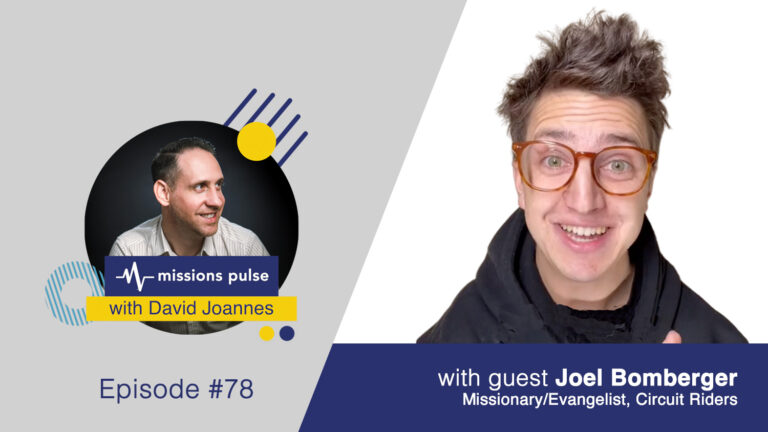 missions pulse
with David Joannes
Episode #78
with guest Joel Bomberger
Missionary/Evangelist, Circuit Riders